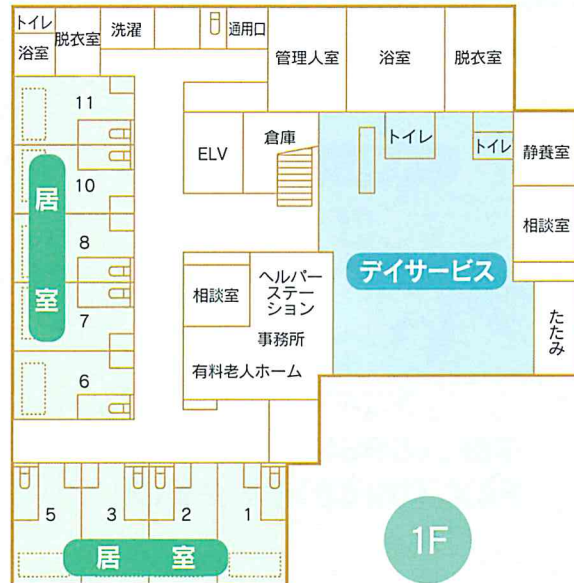 トイレ
浴室
脱衣室
洗濯
通用口
管理人室
浴室
脱衣室
11
10
8
7
6
居室
ELV
倉庫
トイレ
トイレ
静養室
相談室
デイサービス
たたみ
相談室
ヘルパー
ステー
ション
事務所
有料老人ホーム
5
3
2
1
居室
1F